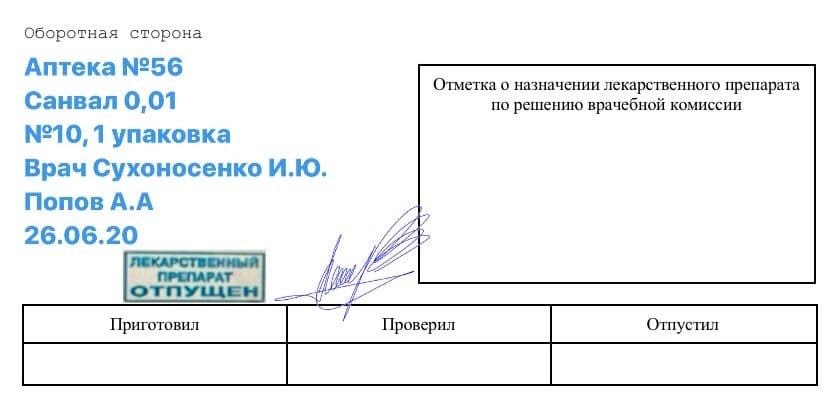 Оборотная сторона
Аптека №56
Санвал 0,01
№10, 1 упаковка
Врач Сухоносенко И.Ю.
Попов А.А
26.06.20
ЛЕКАРСТВЕННЫЙ
ПРЕПАРАТ
ОТПУЩЕН
Отметка о назначении лекарственного препарата
по решению врачебной комиссии
Приготовил Проверил Отпустил